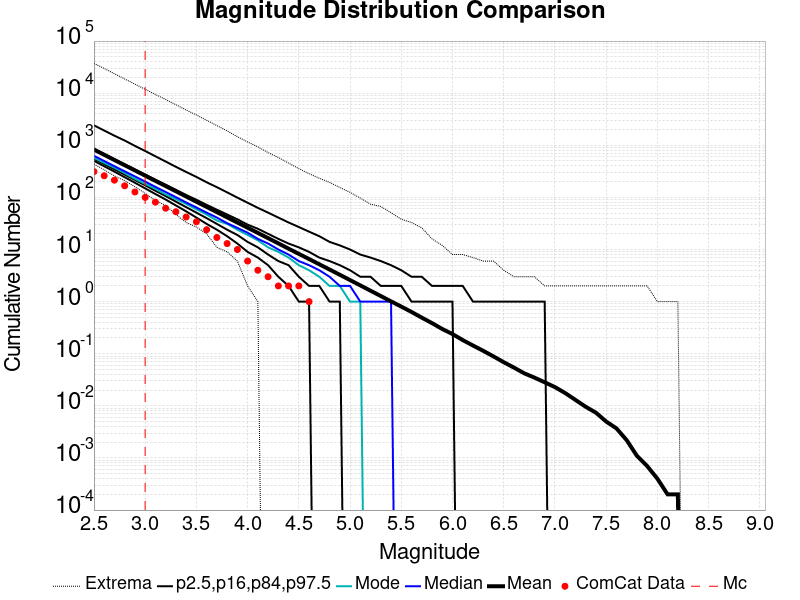 Magnitude Distribution Comparison
10^5
10^4
10^3
10^2
10^1
10^0
10^-1
10^-2
10^-3
10^-4
Cumulative Number
2.5 3.0 3.5 4.0 4.5 5.0 5.5 6.0 6.5 7.0 7.5 8.0 8.5 9.0
Magnitude
Extrema p2.5,p16,p84,p97.5 Mode Median Mean ComCat Data Mc